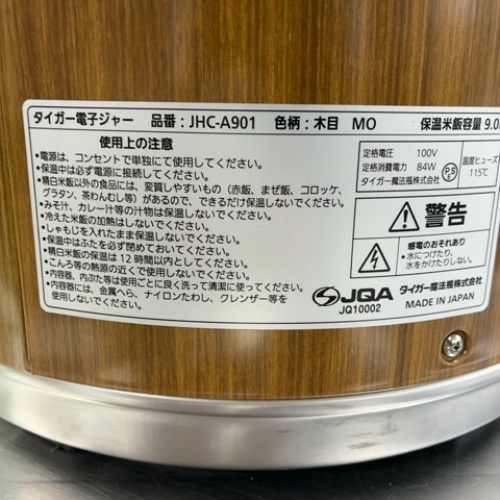 タイガー電子ジャー 品番：JHC-A901 色柄：木目 MO 保温米飯容量 9.0
使用上の注意
•電源は、コンセントで単独にて使用してください。
•保温中は必ず電源に接続してください。
•精白米飯以外の食品には、変質しやすいもの（赤飯、まぜ飯、コロッケ、
グラタン、茶わんむし等）があるので、できるだけ保温しないでください。
•みそ汁、カレー汁等の汁物は保温しないでください。
•冷えた米飯の加熱はしないでください。
•しゃもじを入れたまま保温しないでください。
•保温中はふたを必ず閉めておいてください。
•精白米飯の保温は12時間以内としてください。
•こんろ等の熱源の近くで使用しないでください。
•内容器、内ぶた等は使用ごとに良く洗って清潔に使ってください。
•内容器には、金属へら、ナイロンたわし、クレンザー等を
使用しないでください。
定格電圧 100V
定格消費電力 84W
タイガー魔法瓶株式会社
PS
E
温度ヒューズ
115℃
警告
感電のおそれあり
•水につけたり、
水をかけたりしない。
JQA
JQ10002
タイガー魔法瓶株式会社
MADE IN JAPAN